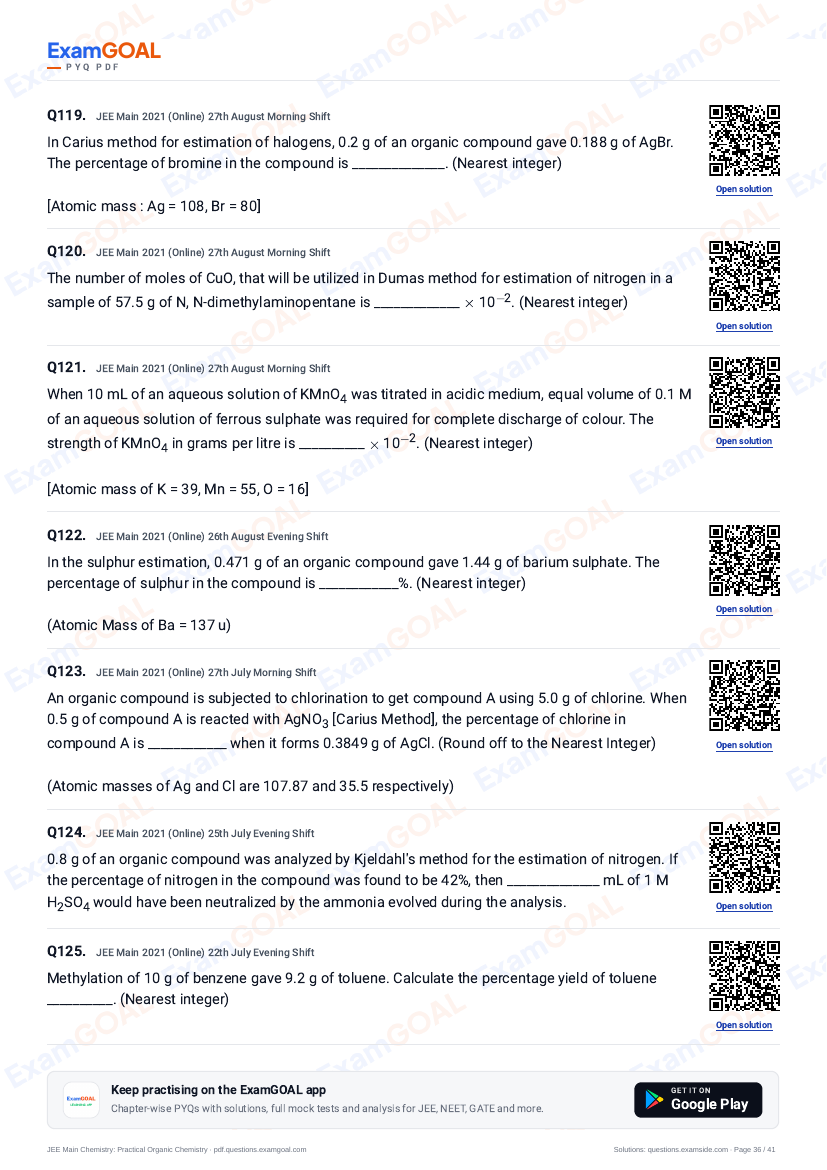 ExamGOAL
PYQ PDF
Q119. JEE Main 2021 (Online) 27th August Morning Shift
In Carius method for estimation of halogens, 0.2 g of an organic compound gave 0.188 g of AgBr.
The percentage of bromine in the compound is ______________. (Nearest integer)
[Atomic mass : Ag = 108, Br = 80]
Open solution
Q120. JEE Main 2021 (Online) 27th August Morning Shift
The number of moles of CuO, that will be utilized in Dumas method for estimation of nitrogen in a
sample of 57.5 g of N, N-dimethylaminopentane is _____________ × 10⁻². (Nearest integer)
Open solution
Q121. JEE Main 2021 (Online) 27th August Morning Shift
When 10 mL of an aqueous solution of KMnO₄ was titrated in acidic medium, equal volume of 0.1 M
of an aqueous solution of ferrous sulphate was required for complete discharge of colour. The
strength of KMnO₄ in grams per litre is __________ × 10⁻². (Nearest integer)
[Atomic mass of K = 39, Mn = 55, O = 16]
Open solution
Q122. JEE Main 2021 (Online) 26th August Evening Shift
In the sulphur estimation, 0.471 g of an organic compound gave 1.44 g of barium sulphate. The
percentage of sulphur in the compound is ____________%. (Nearest integer)
(Atomic Mass of Ba = 137 u)
Open solution
Q123. JEE Main 2021 (Online) 27th July Morning Shift
An organic compound is subjected to chlorination to get compound A using 5.0 g of chlorine. When
0.5 g of compound A is reacted with AgNO₃ [Carius Method], the percentage of chlorine in
compound A is ____________ when it forms 0.3849 g of AgCl. (Round off to the Nearest Integer)
(Atomic masses of Ag and Cl are 107.87 and 35.5 respectively)
Open solution
Q124. JEE Main 2021 (Online) 25th July Evening Shift
0.8 g of an organic compound was analyzed by Kjeldahl's method for the estimation of nitrogen. If
the percentage of nitrogen in the compound was found to be 42%, then ______________ mL of 1 M
H₂SO₄ would have been neutralized by the ammonia evolved during the analysis.
Open solution
Q125. JEE Main 2021 (Online) 22th July Evening Shift
Methylation of 10 g of benzene gave 9.2 g of toluene. Calculate the percentage yield of toluene
__________. (Nearest integer)
Open solution
ExamGOAL
Keep practising on the ExamGOAL app
Chapter-wise PYQs with solutions, full mock tests and analysis for JEE, NEET, GATE and more.
GET IT ON
Google Play
JEE Main Chemistry: Practical Organic Chemistry · pdf.questions.examgoal.com
Solutions: questions.examside.com · Page 36 / 41